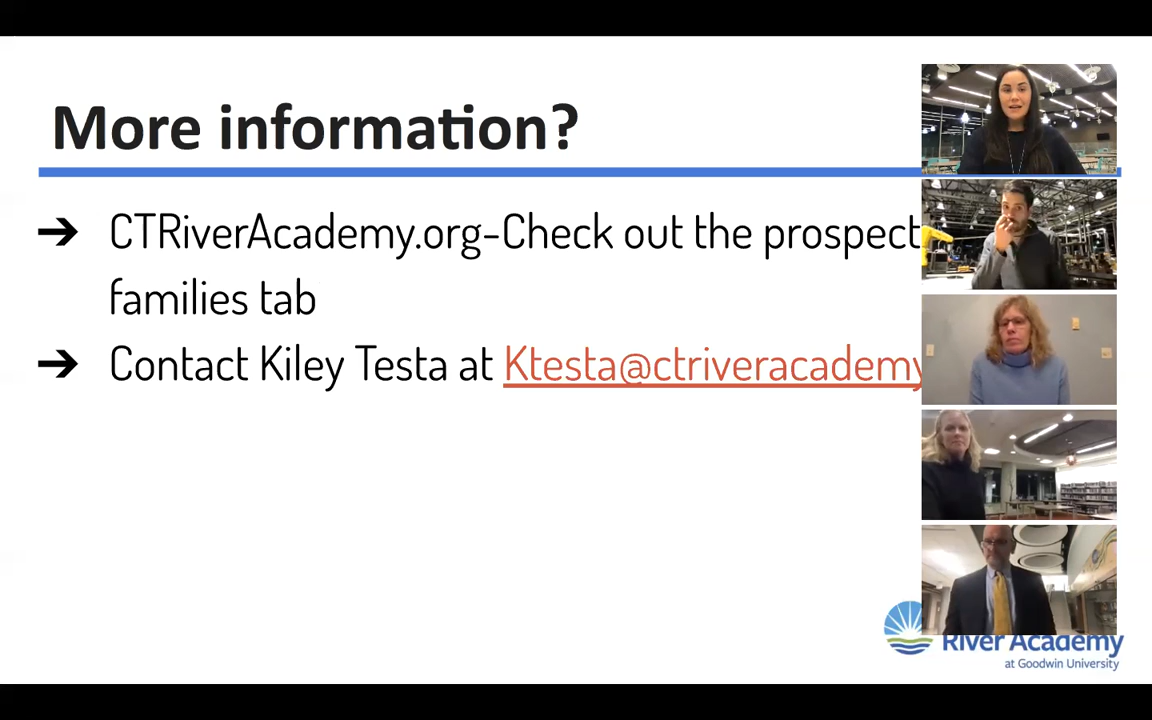 More information?
➔ CTRiverAcademy.org-Check out the prospect
families tab
➔ Contact Kiley Testa at Ktesta@ctriveracademy
River Academy
at Goodwin University